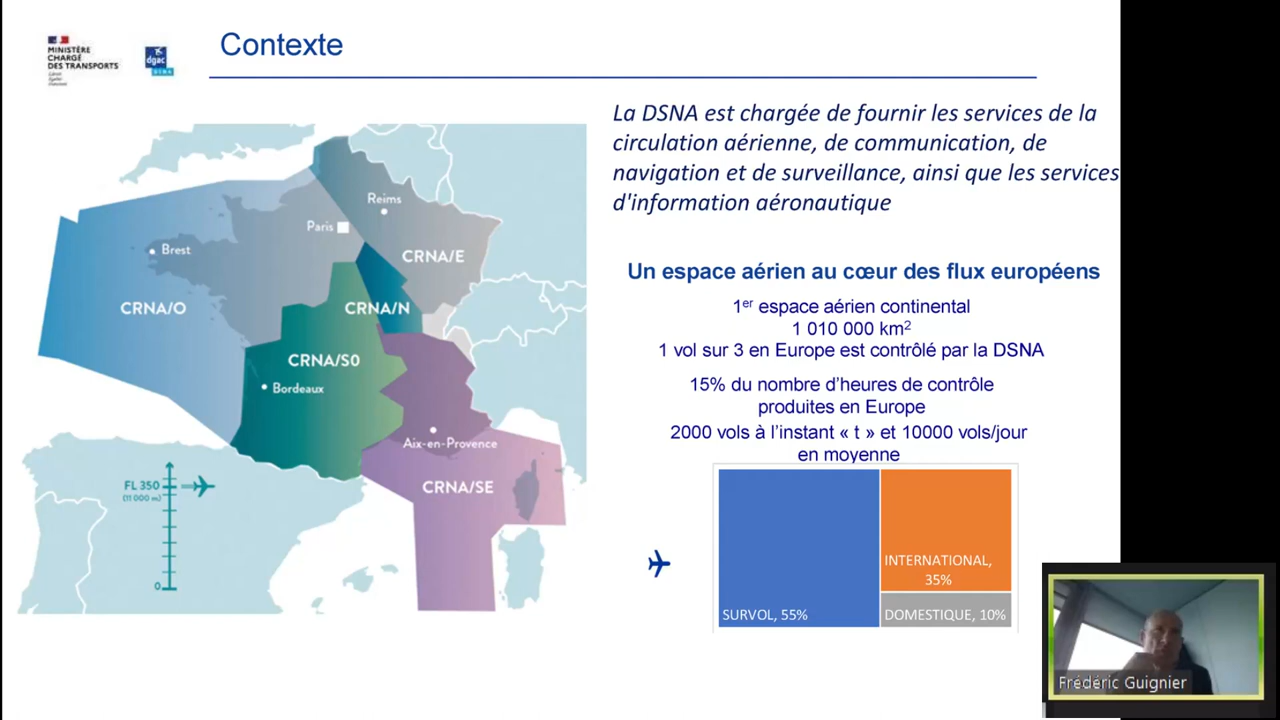 Contexte
MINISTÈRE
CHARGÉ
DES TRANSPORTS
Liberté
Égalité
Fraternité
dgac
DSNA
La DSNA est chargée de fournir les services de la
circulation aérienne, de communication, de
navigation et de surveillance, ainsi que les services
d'information aéronautique
Reims
Paris
Brest
CRNA/E
CRNA/O
CRNA/N
CRNA/S0
Bordeaux
Aix-en-Provence
CRNA/SE
FL 350
(11 000 m)
0
Un espace aérien au cœur des flux européens
1er espace aérien continental
1 010 000 km²
1 vol sur 3 en Europe est contrôlé par la DSNA
15% du nombre d’heures de contrôle
produites en Europe
2000 vols à l’instant « t » et 10000 vols/jour
en moyenne
INTERNATIONAL,
35%
SURVOL, 55%
DOMESTIQUE, 10%
Frédéric Guignier